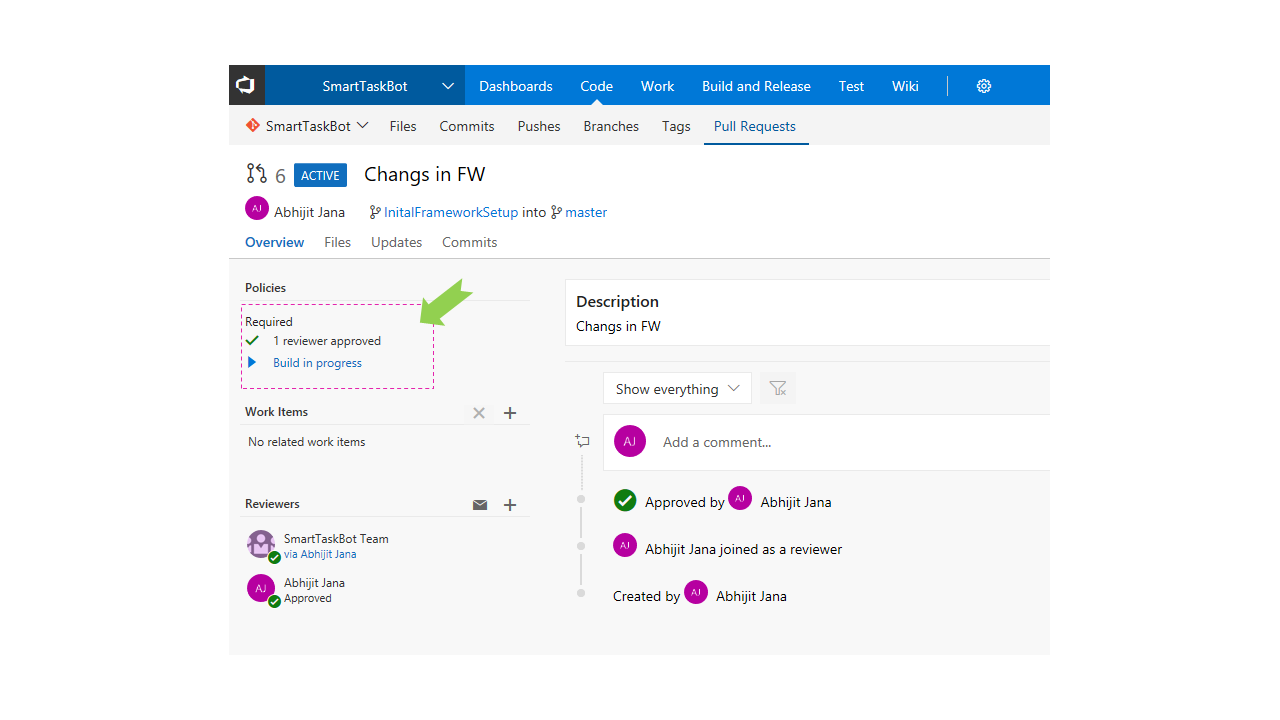 SmartTaskBot Dashboards Code Work Build and Release Test Wiki
SmartTaskBot Files Commits Pushes Branches Tags Pull Requests
6 ACTIVE Changs in FW
AJ Abhijit Jana InitalFrameworkSetup into master
Overview Files Updates Commits
Policies
Required
1 reviewer approved
Build in progress
Work Items
No related work items
Reviewers
SmartTaskBot Team
via Abhijit Jana
AJ Abhijit Jana
Approved
Description
Changs in FW
Show everything
AJ Add a comment...
Approved by AJ Abhijit Jana
AJ Abhijit Jana joined as a reviewer
Created by AJ Abhijit Jana